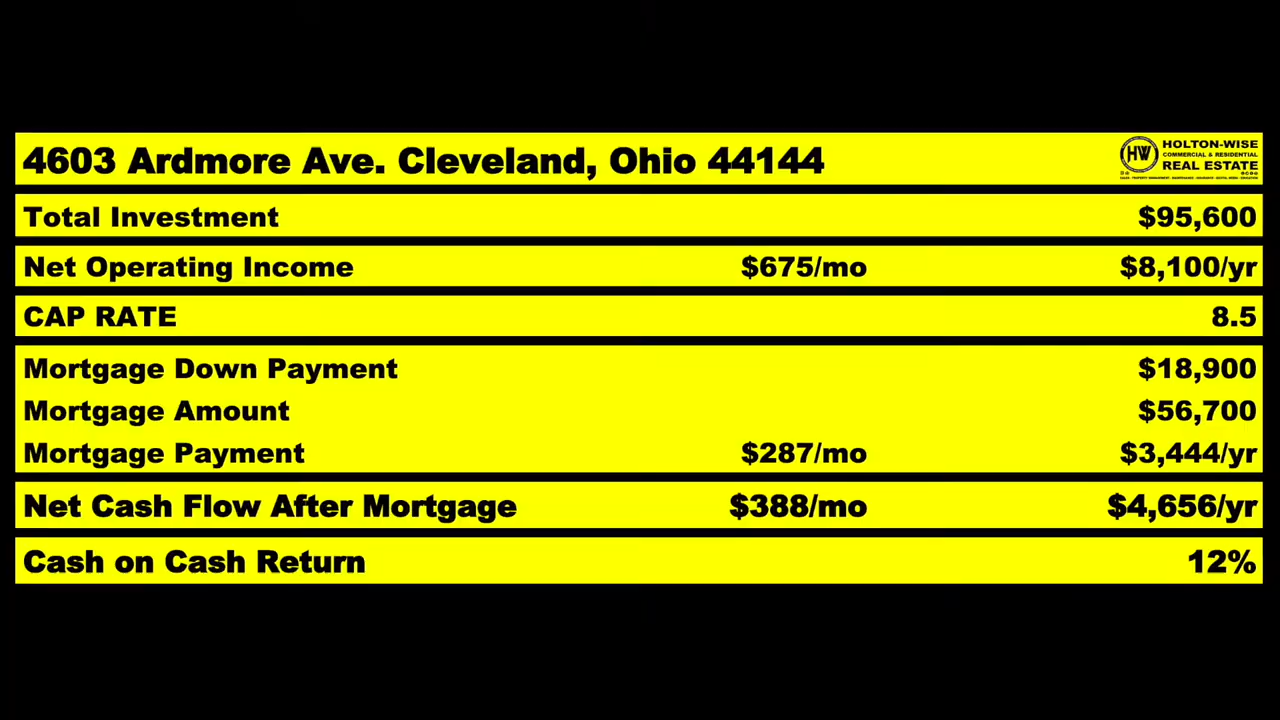 4603 Ardmore Ave. Cleveland, Ohio 44144
HW HOLTON-WISE
COMMERCIAL & RESIDENTIAL
REAL ESTATE
Total Investment $95,600
Net Operating Income $675/mo $8,100/yr
CAP RATE 8.5
Mortgage Down Payment $18,900
Mortgage Amount $56,700
Mortgage Payment $287/mo $3,444/yr
Net Cash Flow After Mortgage $388/mo $4,656/yr
Cash on Cash Return 12%